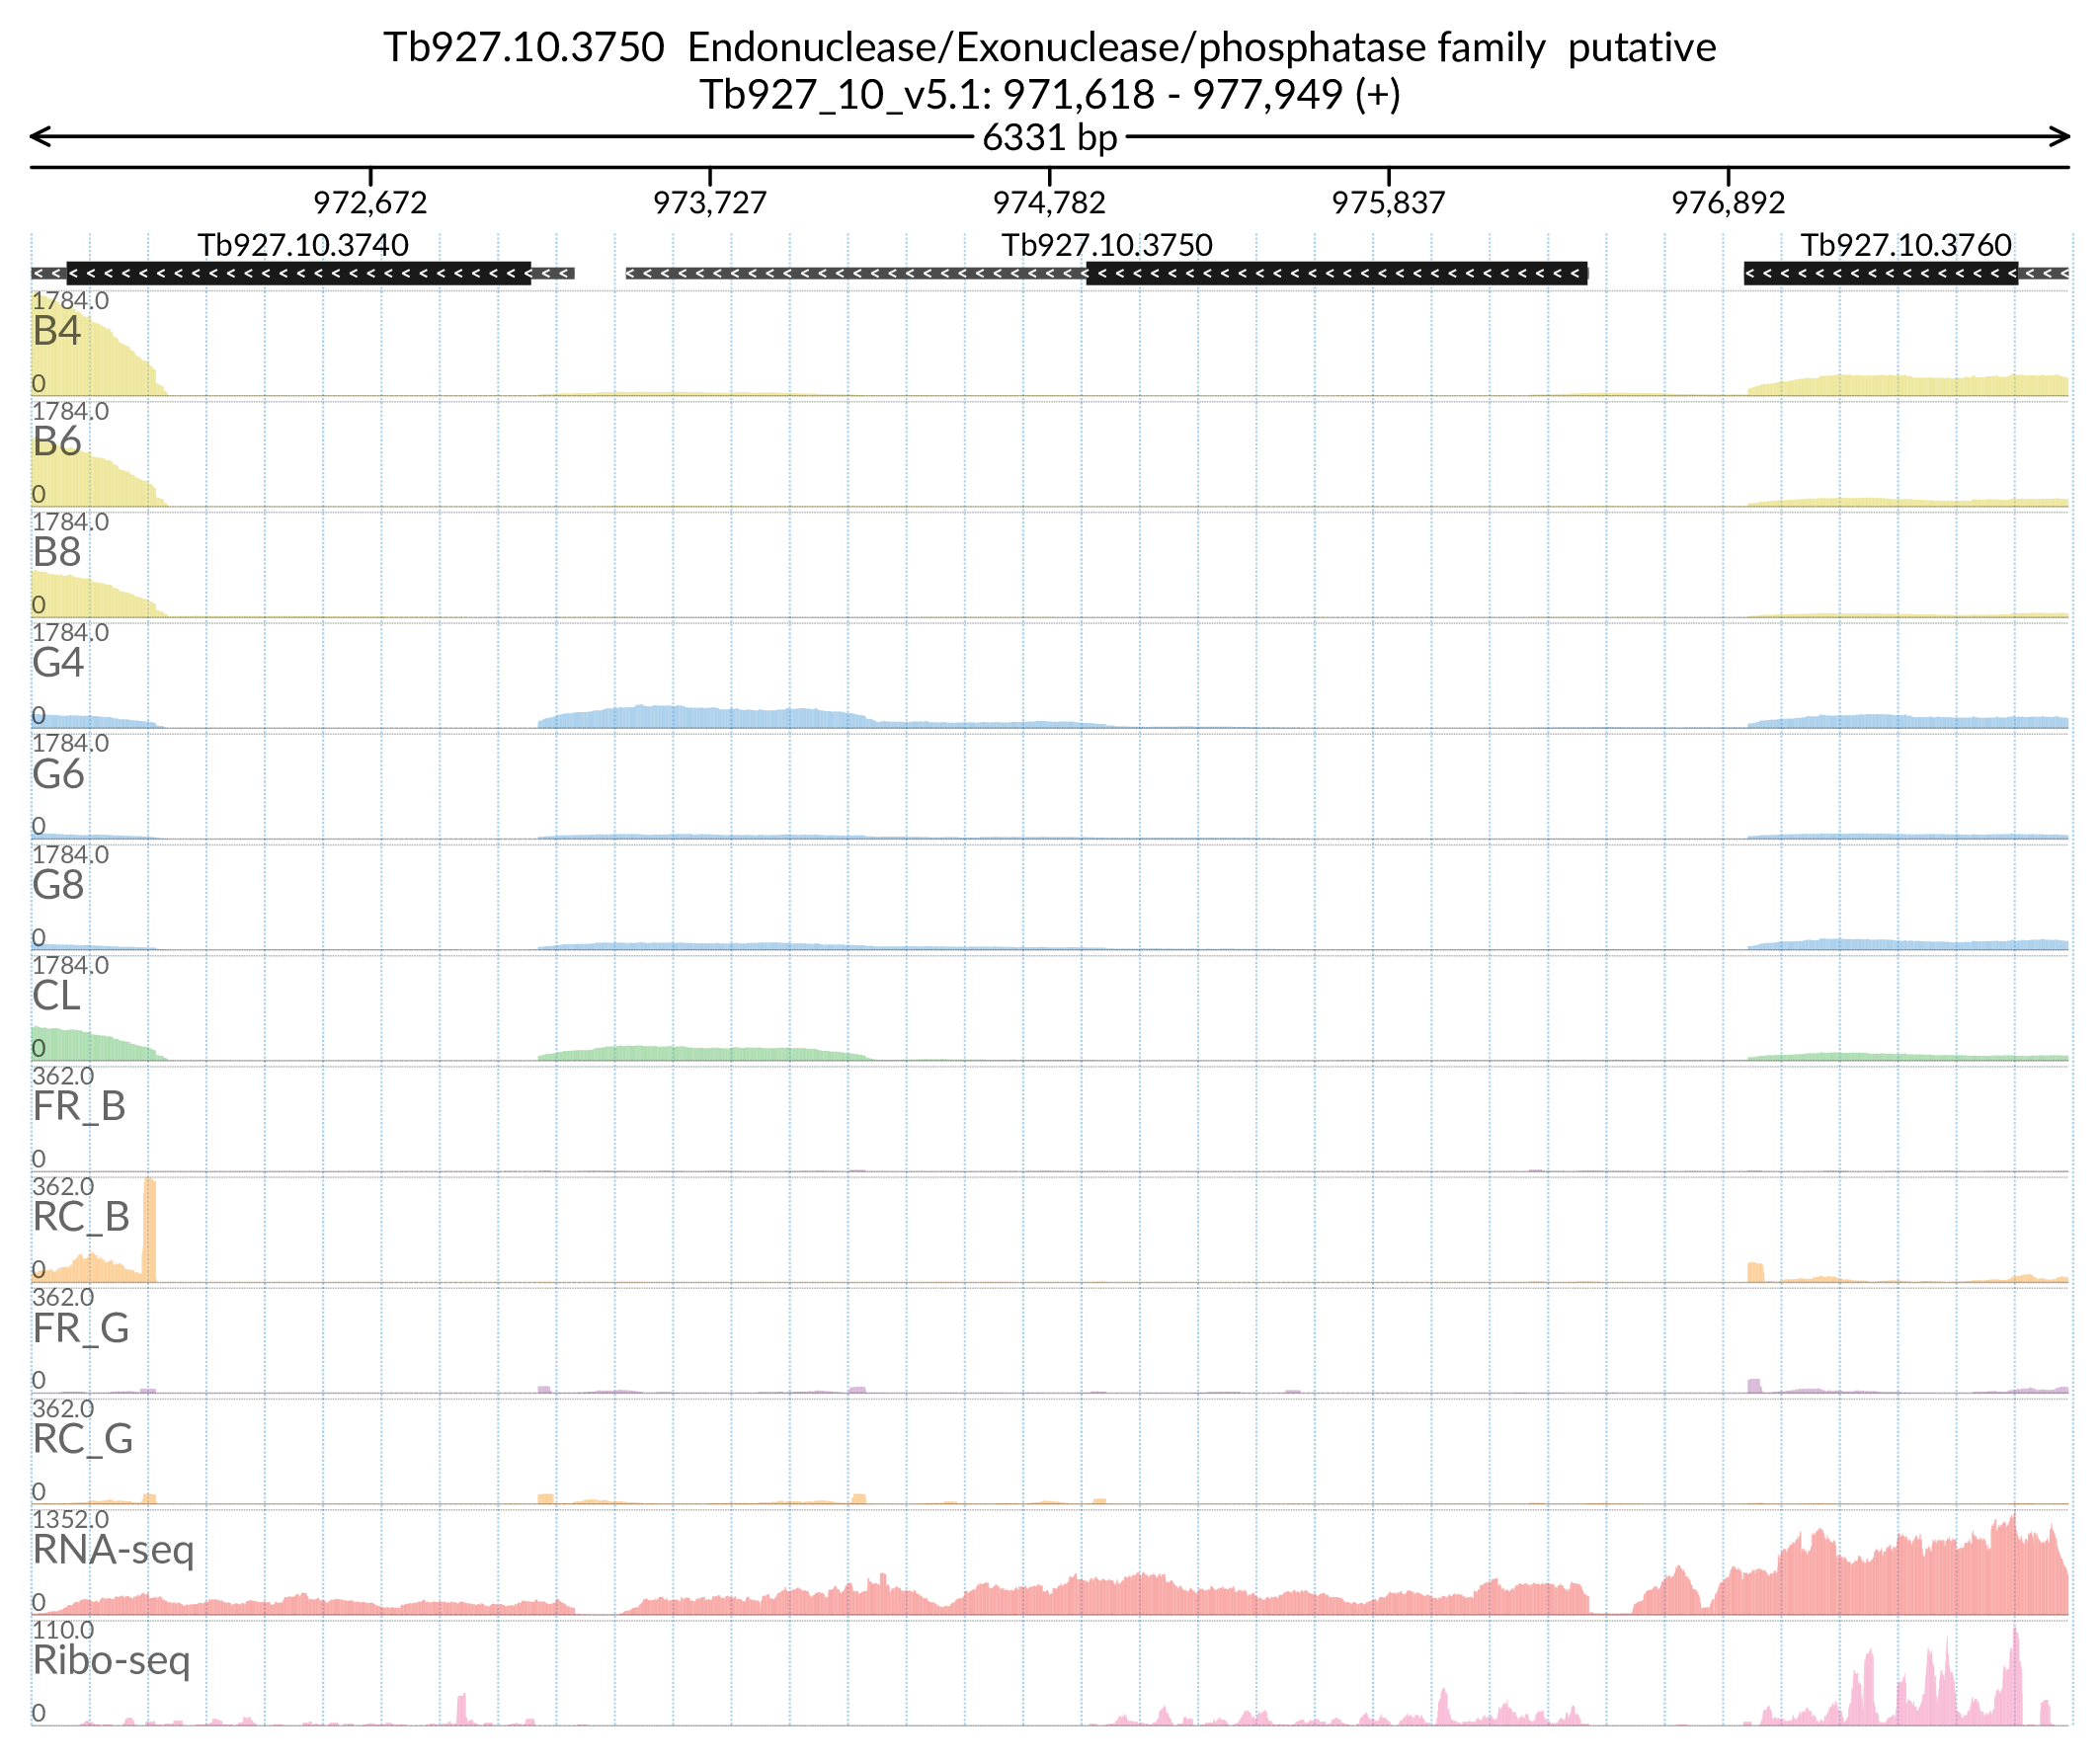 Tb927.10.3750  Endonuclease/Exonuclease/phosphatase family  putative
Tb927_10_v5.1: 971,618 - 977,949 (+)
6331 bp
972,672 973,727 974,782 975,837 976,892
Tb927.10.3740 Tb927.10.3750 Tb927.10.3760
1784.0
B4
0
1784.0
B6
0
1784.0
B8
0
1784.0
G4
0
1784.0
G6
0
1784.0
G8
0
1784.0
CL
0
362.0
FR_B
0
362.0
RC_B
0
362.0
FR_G
0
362.0
RC_G
0
1352.0
RNA-seq
0
110.0
Ribo-seq
0